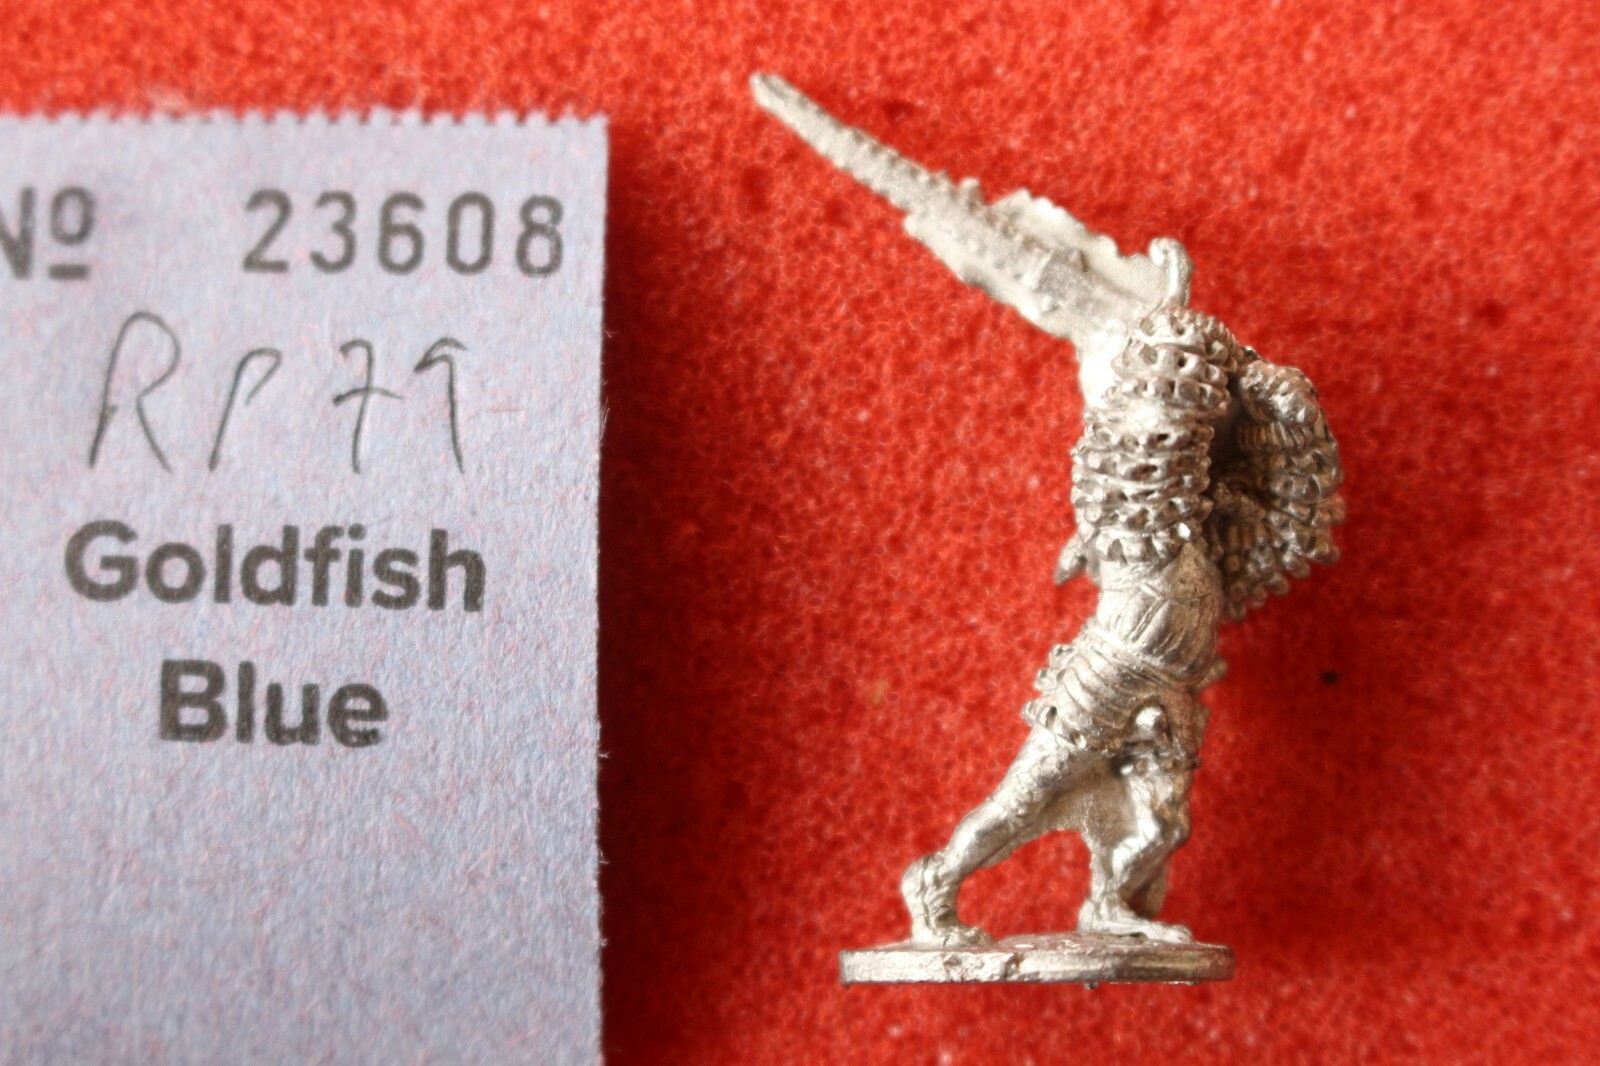 Nº 23608
RP79
Goldfish
Blue